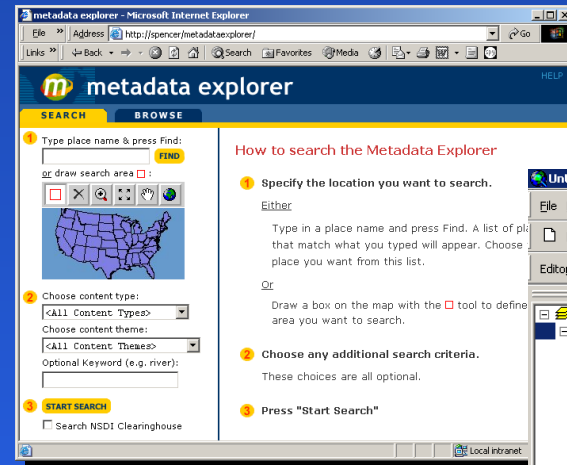 metadata explorer - Microsoft Internet Explorer
File » Address http://spencer/metadataexplorer/ Go
Links » Back Search Favorites Media
m metadata explorer
HELP
SEARCH BROWSE
1 Type place name & press Find:
FIND
or draw search area :
2 Choose content type:
<All Content Types>
Choose content theme:
<All Content Themes>
Optional Keyword (e.g. river):
3 START SEARCH
Search NSDI Clearinghouse
How to search the Metadata Explorer
1 Specify the location you want to search.
Either
Type in a place name and press Find. A list of
that match what you typed will appear. Choose
place you want from this list.
Or
Draw a box on the map with the tool to define
area you want to search.
2 Choose any additional search criteria.
These choices are all optional.
3 Press "Start Search"
Local intranet
File